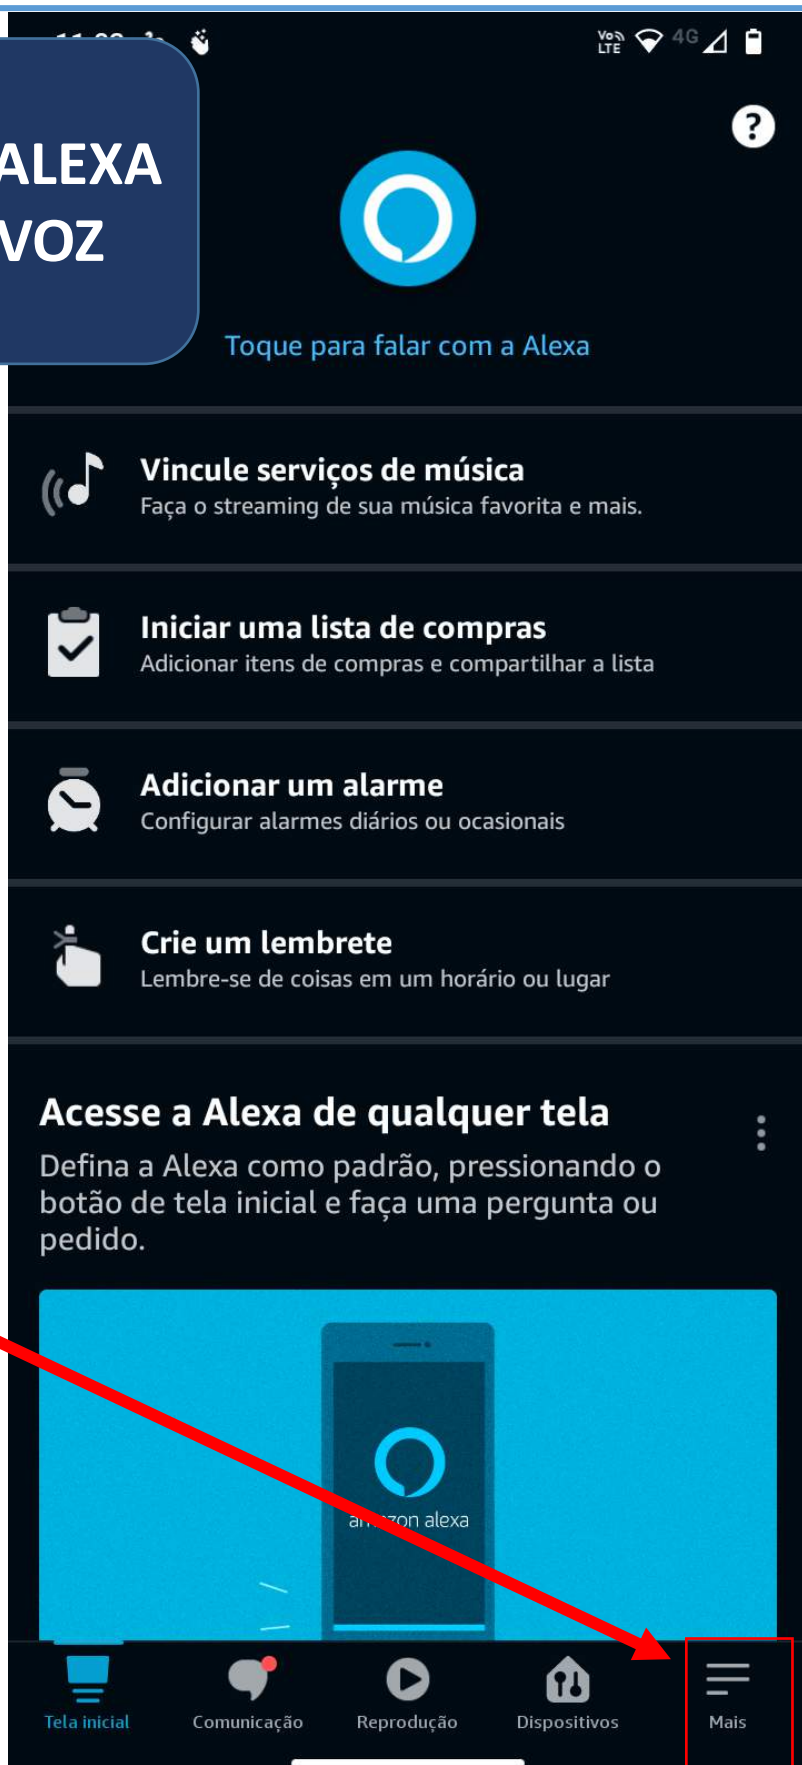 VoLTE 4G
ALEXA
VOZ
Toque para falar com a Alexa
Vincule serviços de música
Faça o streaming de sua música favorita e mais.
Iniciar uma lista de compras
Adicionar itens de compras e compartilhar a lista
Adicionar um alarme
Configurar alarmes diários ou ocasionais
Crie um lembrete
Lembre-se de coisas em um horário ou lugar
Acesse a Alexa de qualquer tela
Defina a Alexa como padrão, pressionando o
botão de tela inicial e faça uma pergunta ou
pedido.
amazon alexa
Tela inicial Comunicação Reprodução Dispositivos Mais